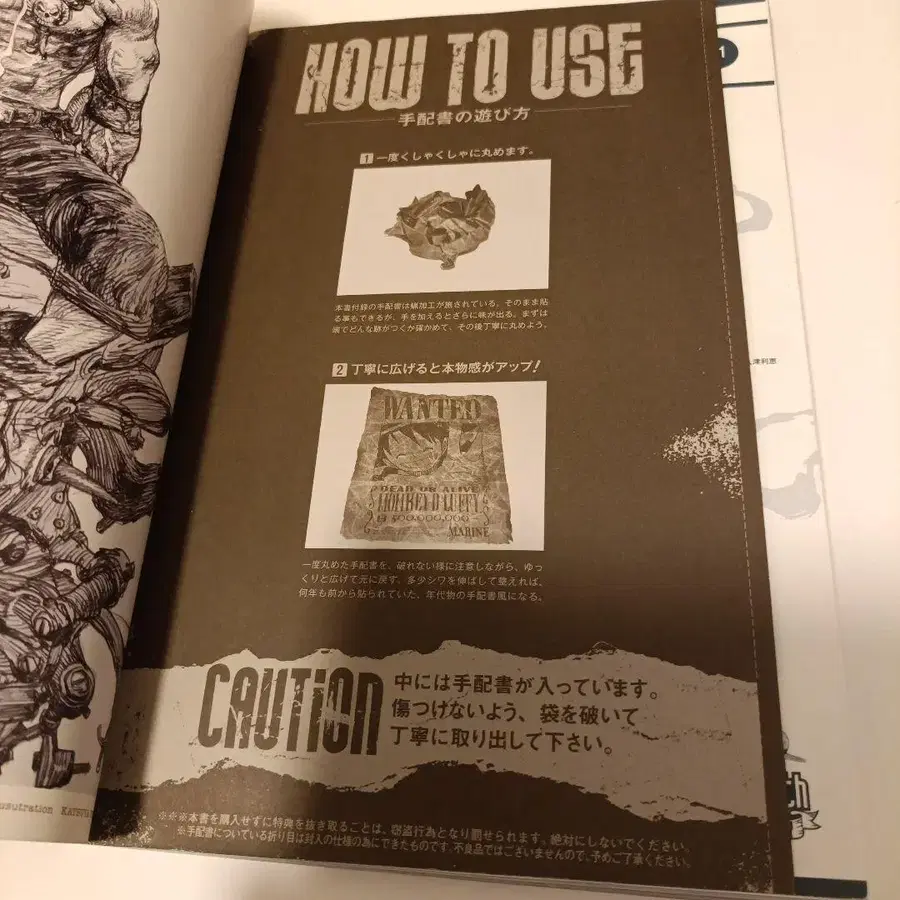 HOW TO USE
手配書の遊び方
1 一度くしゃくしゃに丸めます。
本書付録の手配書は蝋加工が施されている。そのまま貼
る事もできるが、手を加えるとさらに味が出る。まずは
端でどんな跡がつくか確かめて、その後丁寧に丸めよう。
2 丁寧に広げると本物感がアップ!
WANTED
DEAD OR ALIVE
MONKEY·D·LUFFY
MARINE
一度丸めた手配書を、破れない様に注意しながら、ゆっ
くりと広げて元に戻す。多少シワを伸ばして整えれば、
何年も前から貼られていた、年代物の手配書風になる。
CAUTION
中には手配書が入っています。
傷つけないよう、袋を破いて
丁寧に取り出して下さい。
※※※本書を購入せずに特典を抜き取ることは、窃盗行為となり罰せられます。絶対にしないでください。
※手配書についている折り目は封入の仕様の為にできたものです。不良品ではございませんので、予めご了承ください。
1
津利恵